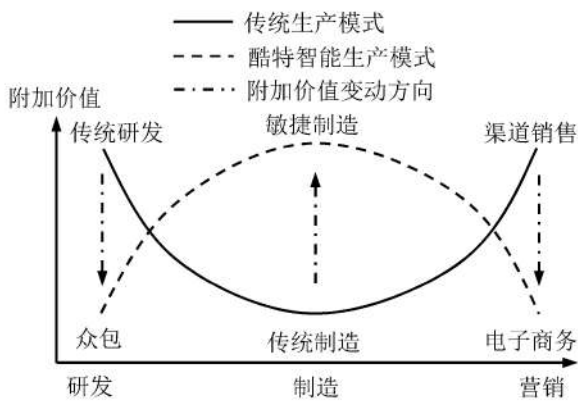 传统生产模式
酷特智能生产模式
附加价值变动方向
附加价值
传统研发
敏捷制造
渠道销售
众包
传统制造
电子商务
研发
制造
营销